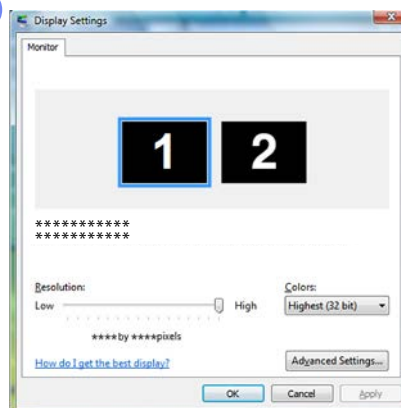 Display Settings
Monitor
1 2
***********
***********
Resolution:
Low High
****by ****pixels
Colors:
Highest (32 bit)
How do I get the best display?
Advanced Settings...
OK Cancel Apply